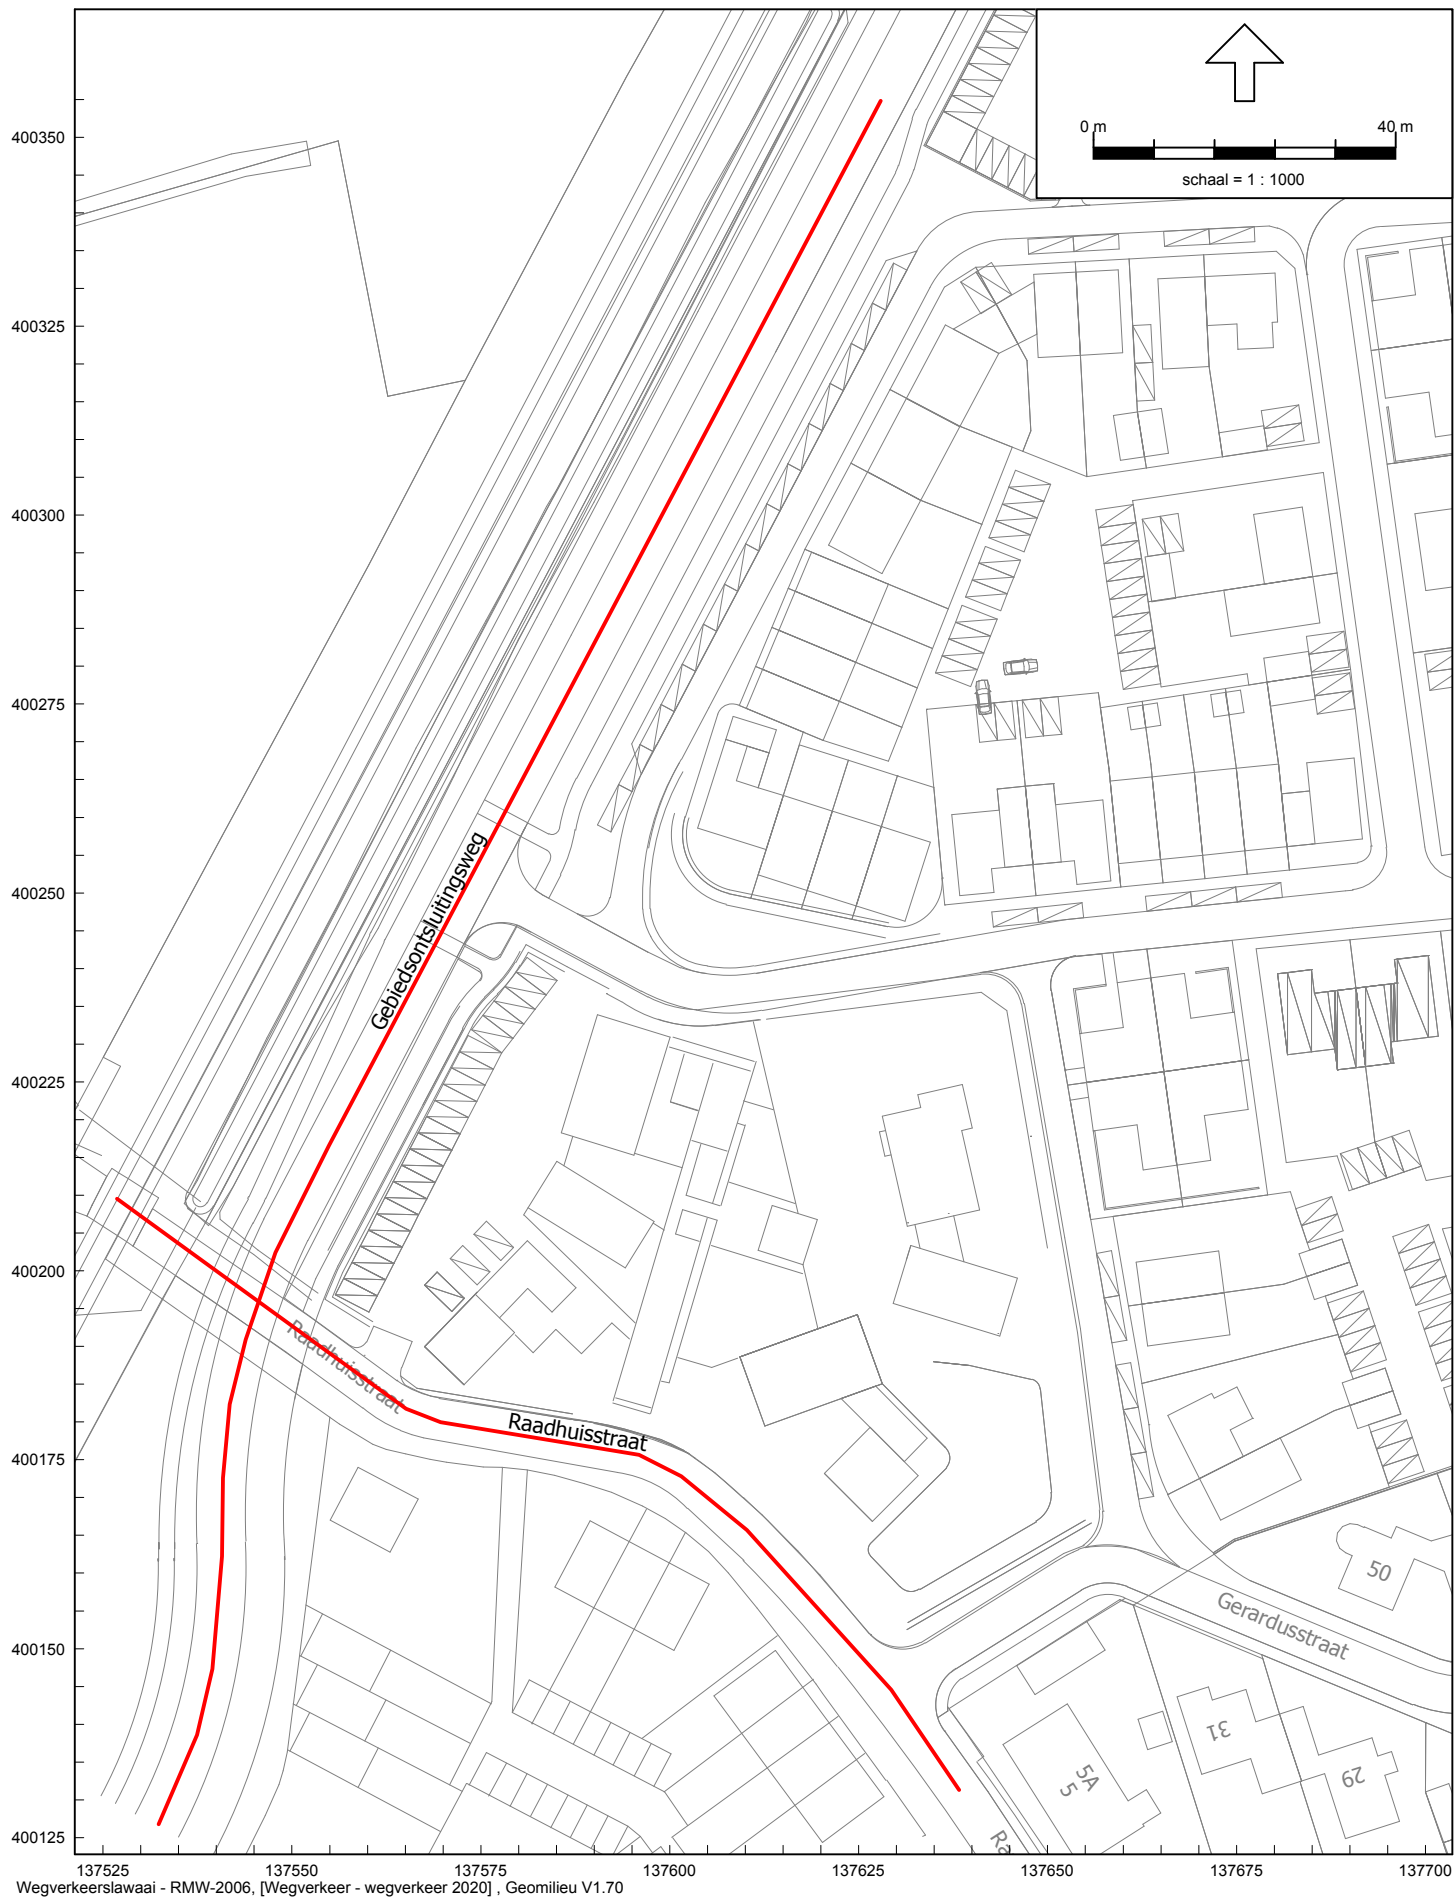 0 m
40 m
schaal = 1 : 1000
400350
400325
400300
400275
400250
400225
400200
400175
400150
400125
Gebiedsontsluitingsweg
Raadhuisstraat
Raadhuisstraat
Gerardusstraat
50
31
29
5A
5
Ra
137525
137550
137575
137600
137625
137650
137675
137700
Wegverkeerslawaai - RMW-2006, [Wegverkeer - wegverkeer 2020] , Geomilieu V1.70